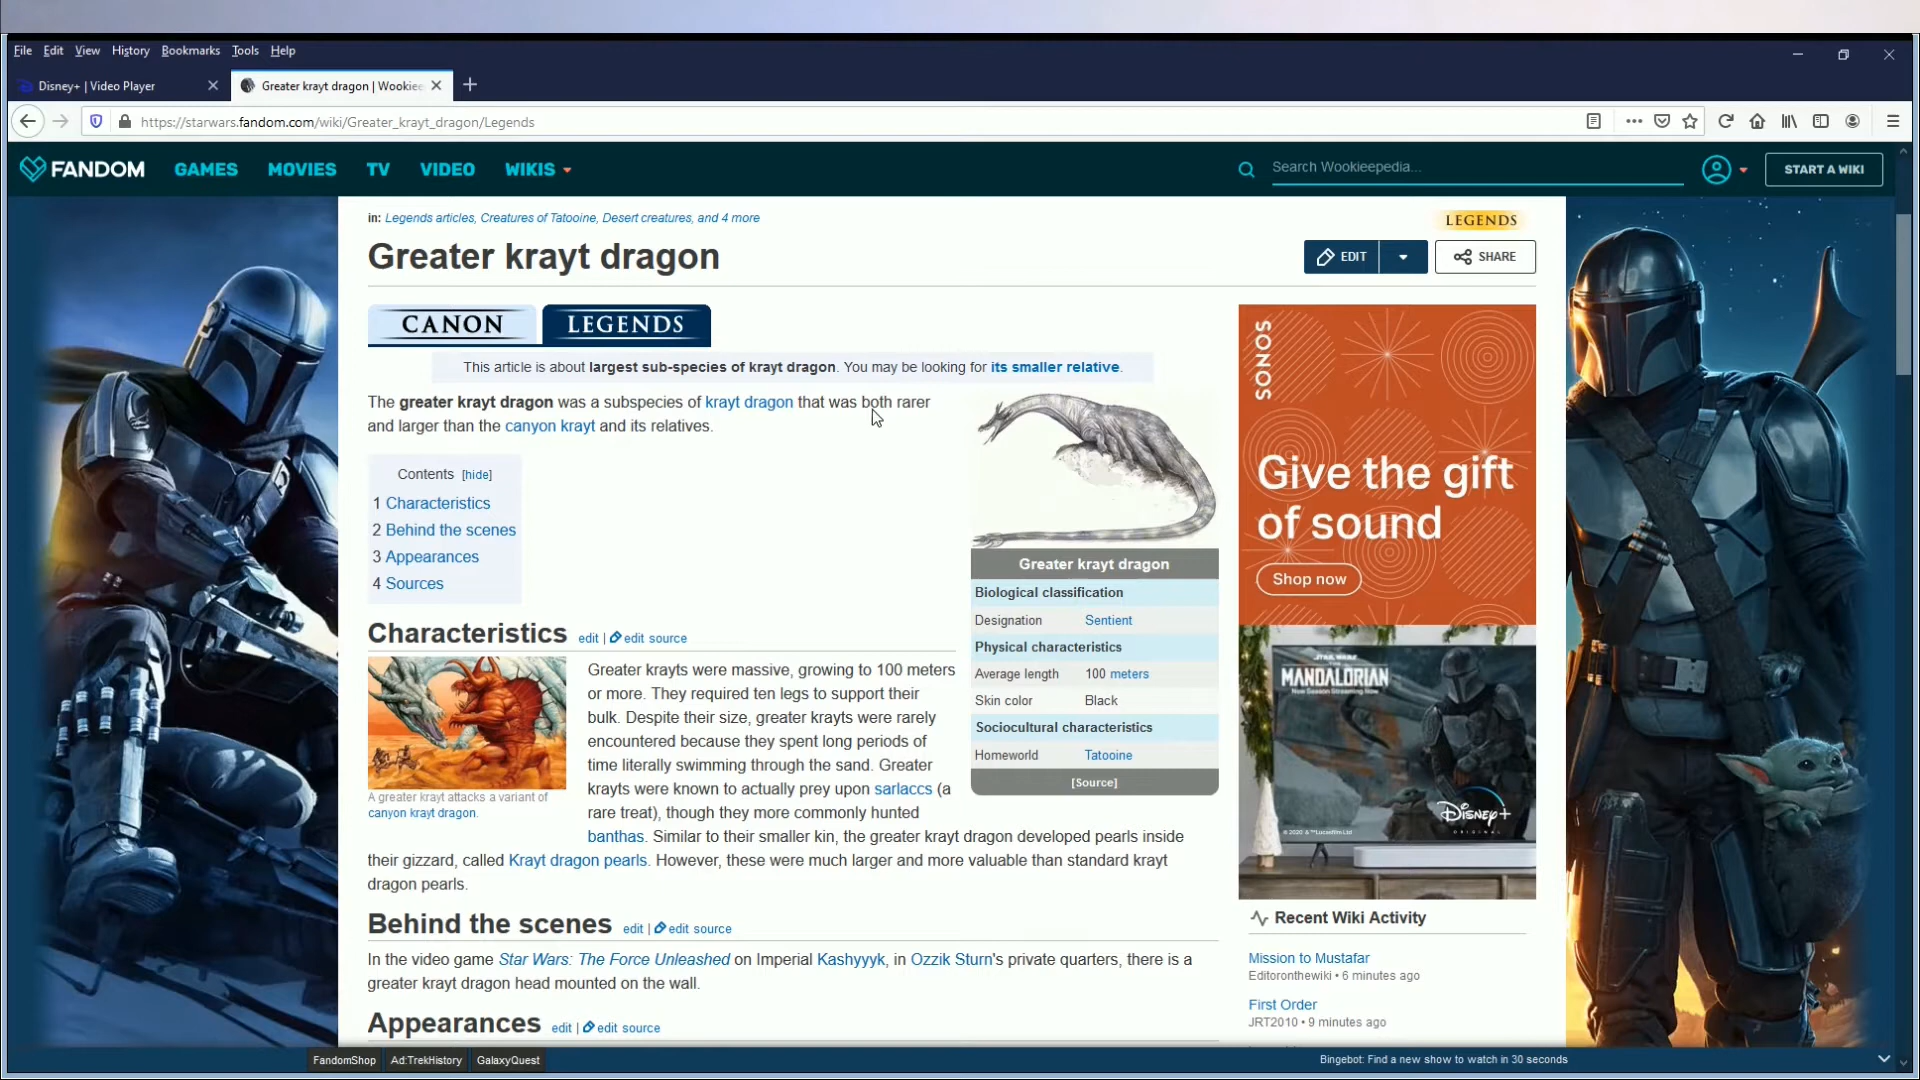 File Edit View History Bookmarks Tools Help
Disney+ | Video Player
Greater krayt dragon | Wookiee
https://starwars.fandom.com/wiki/Greater_krayt_dragon/Legends
FANDOM GAMES MOVIES TV VIDEO WIKIS Search Wookieepedia... START A WIKI
in: Legends articles, Creatures of Tatooine, Desert creatures, and 4 more
LEGENDS
Greater krayt dragon
EDIT SHARE
CANON LEGENDS
This article is about largest sub-species of krayt dragon. You may be looking for its smaller relative.
The greater krayt dragon was a subspecies of krayt dragon that was both rarer
and larger than the canyon krayt and its relatives.
Contents [hide]
1 Characteristics
2 Behind the scenes
3 Appearances
4 Sources
Greater krayt dragon
Biological classification
Designation Sentient
Physical characteristics
Average length 100 meters
Skin color Black
Sociocultural characteristics
Homeworld Tatooine
[Source]
Characteristics edit | edit source
A greater krayt attacks a variant of
canyon krayt dragon.
Greater krayts were massive, growing to 100 meters
or more. They required ten legs to support their
bulk. Despite their size, greater krayts were rarely
encountered because they spent long periods of
time literally swimming through the sand. Greater
krayts were known to actually prey upon sarlaccs (a
rare treat), though they more commonly hunted
banthas. Similar to their smaller kin, the greater krayt dragon developed pearls inside
their gizzard, called Krayt dragon pearls. However, these were much larger and more valuable than standard krayt
dragon pearls.
Behind the scenes edit | edit source
In the video game Star Wars: The Force Unleashed on Imperial Kashyyyk, in Ozzik Sturn's private quarters, there is a
greater krayt dragon head mounted on the wall.
Appearances edit | edit source
SONOS
Give the gift
of sound
Shop now
STAR WARS
THE
MANDALORIAN
New Season Streaming Now
Disney+
ORIGINAL
© 2020 & ™Lucasfilm Ltd
Recent Wiki Activity
Mission to Mustafar
Editoronthewiki • 6 minutes ago
First Order
JRT2010 • 9 minutes ago
FandomShop Ad:TrekHistory GalaxyQuest
Bingebot: Find a new show to watch in 30 seconds